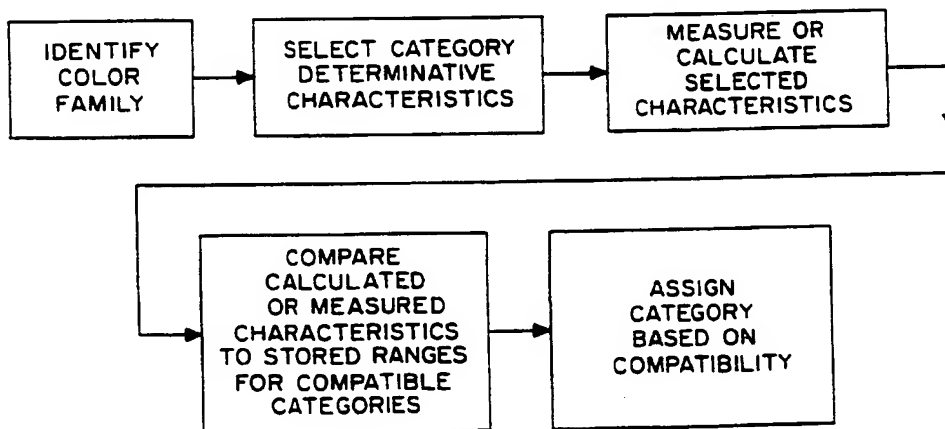 IDENTIFY
COLOR
FAMILY
SELECT CATEGORY
DETERMINATIVE
CHARACTERISTICS
MEASURE OR
CALCULATE
SELECTED
CHARACTERISTICS
COMPARE
CALCULATED
OR MEASURED
CHARACTERISTICS
TO STORED RANGES
FOR COMPATIBLE
CATEGORIES
ASSIGN
CATEGORY
BASED ON
COMPATIBILITY